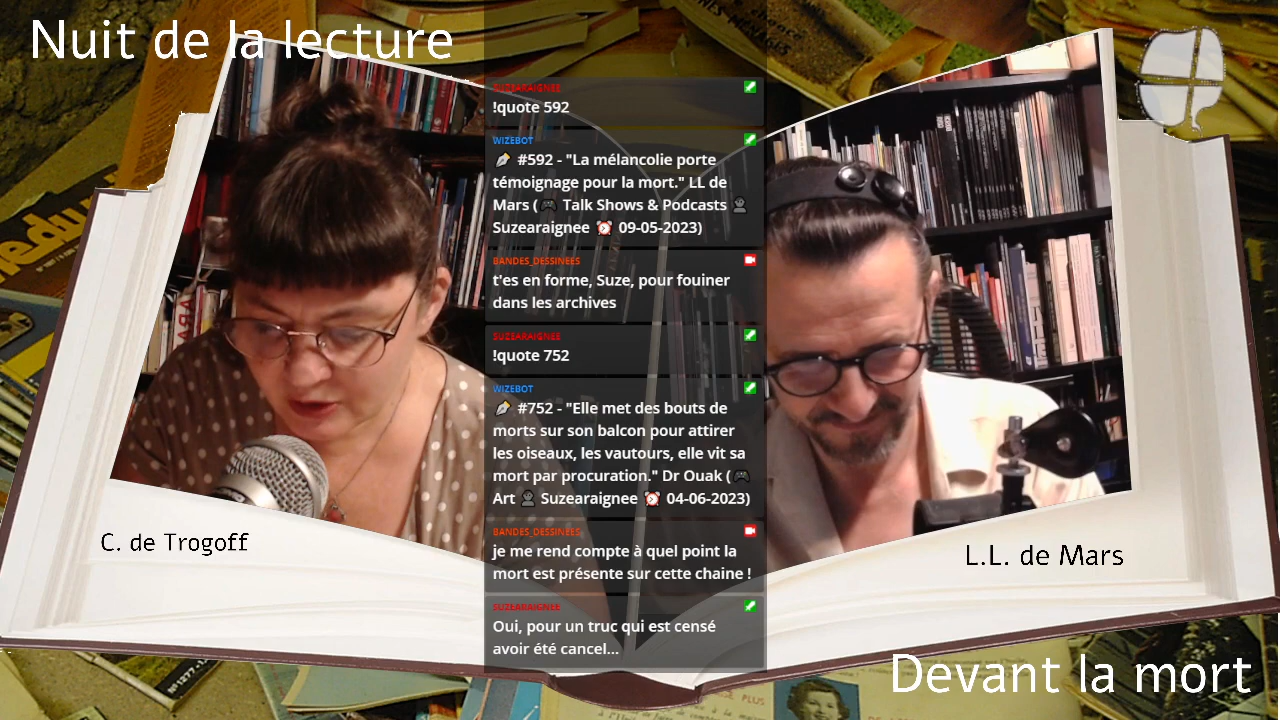 Nuit de la lecture
SUZEARAIGNEE
!quote 592
WIZEBOT
#592 - "La mélancolie porte
témoignage pour la mort." LL de
Mars ( Talk Shows & Podcasts
Suzearaignee 09-05-2023)
BANDES_DESSINEES
t'es en forme, Suze, pour fouiner
dans les archives
SUZEARAIGNEE
!quote 752
WIZEBOT
#752 - "Elle met des bouts de
morts sur son balcon pour attirer
les oiseaux, les vautours, elle vit sa
mort par procuration." Dr Ouak (
Art Suzearaignee 04-06-2023)
BANDES_DESSINEES
je me rend compte à quel point la
mort est présente sur cette chaine !
SUZEARAIGNEE
Oui, pour un truc qui est censé
avoir été cancel...
C. de Trogoff
L.L. de Mars
Devant la mort